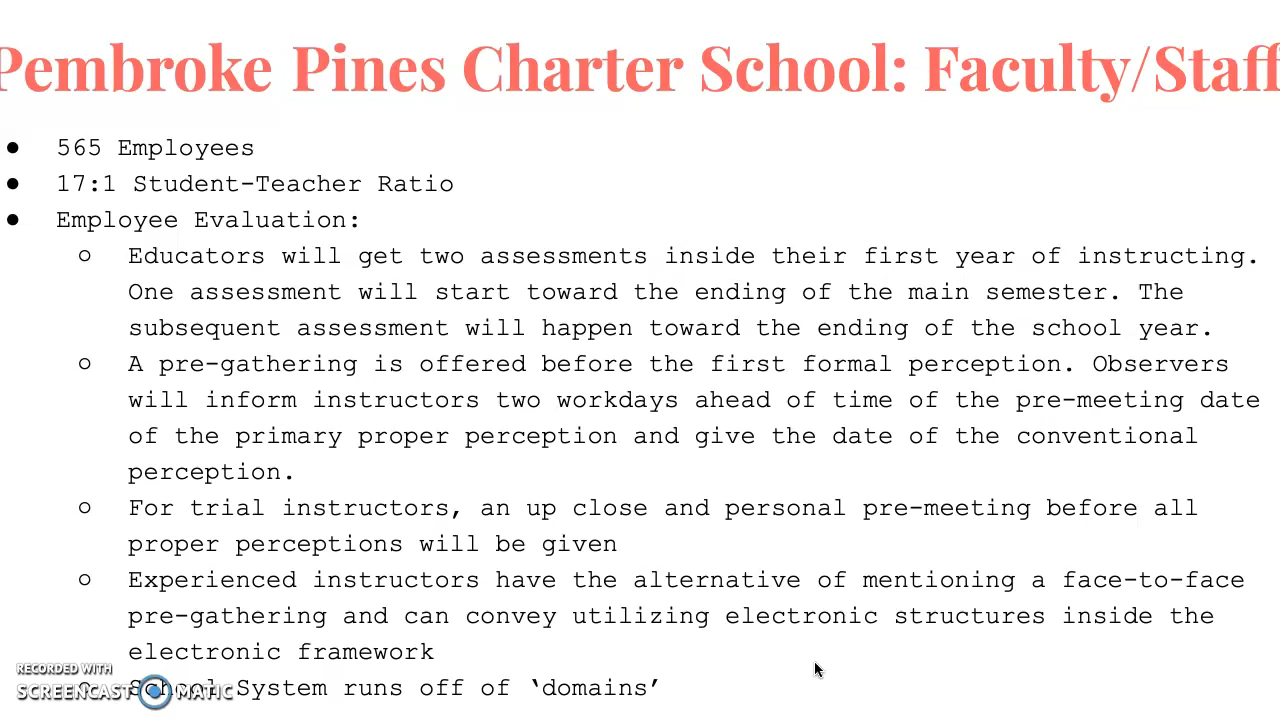 Pembroke Pines Charter School: Faculty/Staff
● 565 Employees
● 17:1 Student-Teacher Ratio
● Employee Evaluation:
○ Educators will get two assessments inside their first year of instructing.
One assessment will start toward the ending of the main semester. The
subsequent assessment will happen toward the ending of the school year.
○ A pre-gathering is offered before the first formal perception. Observers
will inform instructors two workdays ahead of time of the pre-meeting date
of the primary proper perception and give the date of the conventional
perception.
○ For trial instructors, an up close and personal pre-meeting before all
proper perceptions will be given
○ Experienced instructors have the alternative of mentioning a face-to-face
pre-gathering and can convey utilizing electronic structures inside the
electronic framework
○ School System runs off of ‘domains’
RECORDED WITH
SCREENCAST MATIC